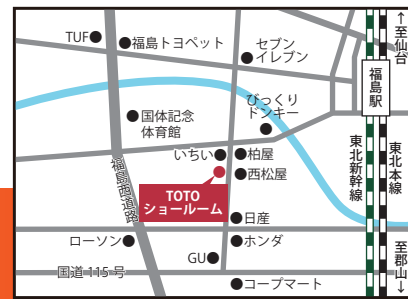 TUF
福島トヨペット
セブン
イレブン
↑至仙台
福島駅
びっくり
ドンキー
国体記念
体育館
東北新幹線
東北本線
いちい
柏屋
西松屋
福島西道路
TOTO
ショールーム
日産
ローソン
ホンダ
至郡山↓
国道115号
GU
コープマート